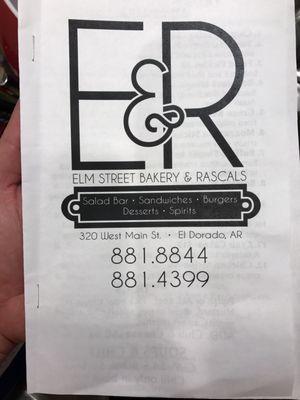 E&R
ELM STREET BAKERY & RASCALS
Salad Bar • Sandwiches • Burgers
Desserts • Spirits
320 West Main St. • El Dorado, AR
881.8844
881.4399